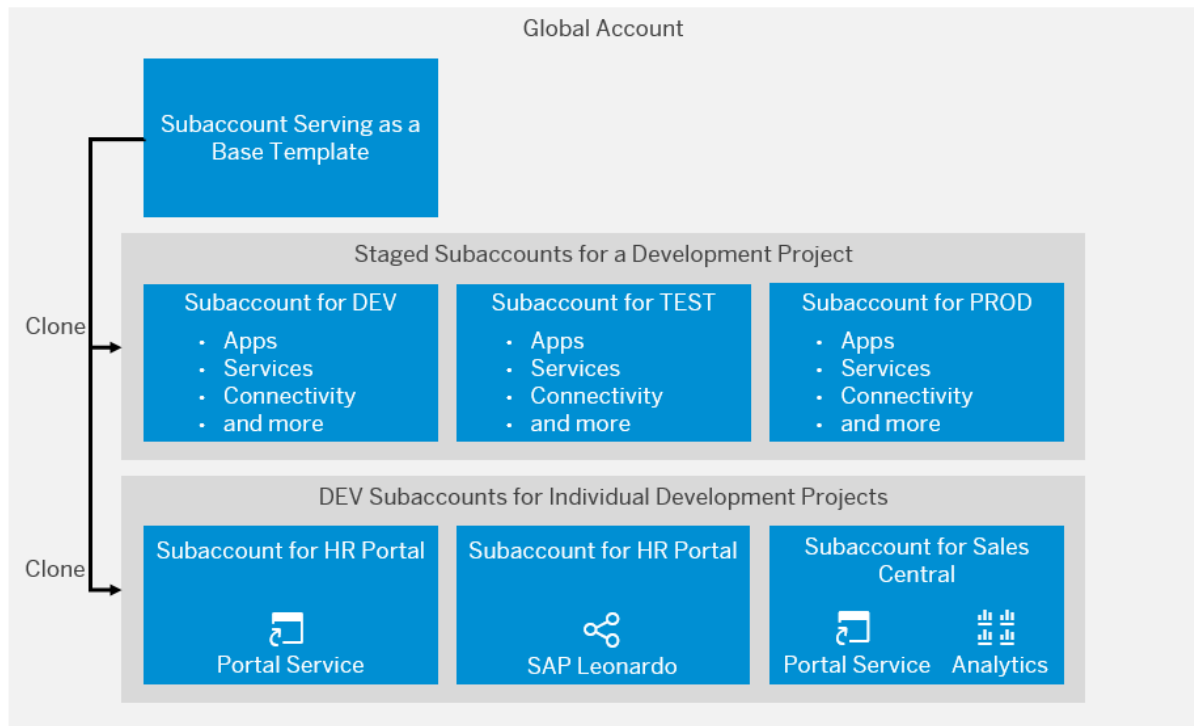 Global Account
Subaccount Serving as a
Base Template
Clone
Staged Subaccounts for a Development Project
Subaccount for DEV
• Apps
• Services
• Connectivity
• and more
Subaccount for TEST
• Apps
• Services
• Connectivity
• and more
Subaccount for PROD
• Apps
• Services
• Connectivity
• and more
Clone
DEV Subaccounts for Individual Development Projects
Subaccount for HR Portal
Portal Service
Subaccount for HR Portal
SAP Leonardo
Subaccount for Sales
Central
Portal Service
Analytics